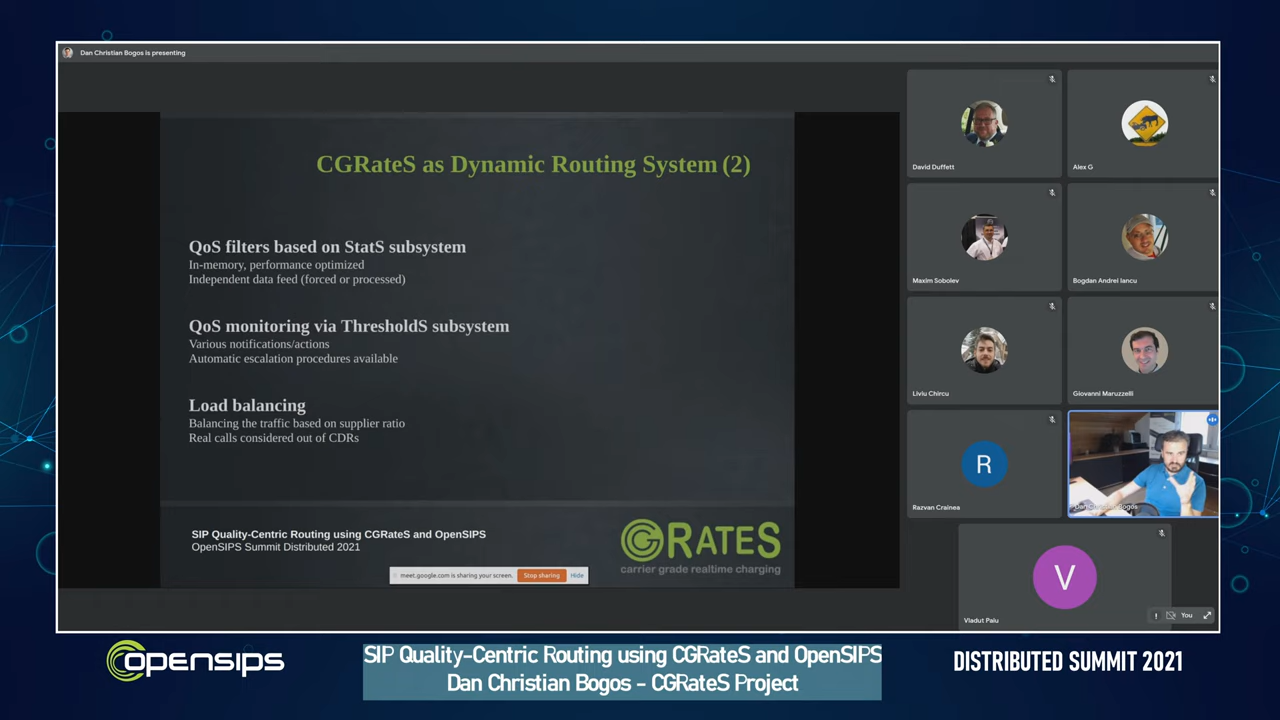 Dan Christian Bogos is presenting
CGRateS as Dynamic Routing System (2)
QoS filters based on StatS subsystem
In-memory, performance optimized
Independent data feed (forced or processed)
QoS monitoring via ThresholdS subsystem
Various notifications/actions
Automatic escalation procedures available
Load balancing
Balancing the traffic based on supplier ratio
Real calls considered out of CDRs
SIP Quality-Centric Routing using CGRateS and OpenSIPS
OpenSIPS Summit Distributed 2021
CGRATES
carrier grade realtime charging
meet.google.com is sharing your screen.
Stop sharing
Hide
David Duffett
Alex G
Maxim Sobolev
Bogdan Andrei Iancu
Liviu Chircu
Giovanni Maruzzelli
R
Razvan Crainea
Dan Christian Bogos
V
Vladut Paiu
You
OPENSIPS
SIP Quality-Centric Routing using CGRateS and OpenSIPS
Dan Christian Bogos - CGRateS Project
DISTRIBUTED SUMMIT 2021